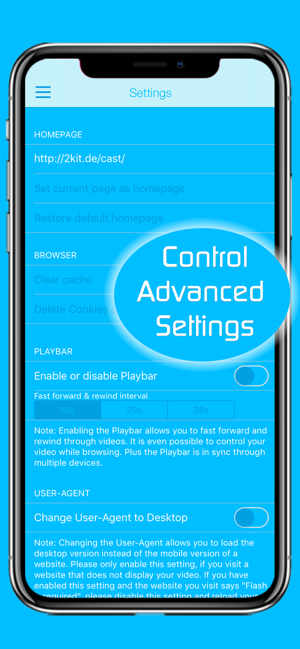 Settings
HOMEPAGE
http://2kit.de/cast/
Set current page as homepage
Restore default homepage
BROWSER
Clear cache
Delete Cookies
Control
Advanced
Settings
PLAYBAR
Enable or disable Playbar
Fast forward & rewind interval
10s 20s 30s
Note: Enabling the Playbar allows you to fast forward and
rewind through videos. It is even possible to control your
video while browsing. Plus the Playbar is in sync through
multiple devices.
USER-AGENT
Change User-Agent to Desktop
Note: Changing the User-Agent allows you to load the
desktop version instead of the mobile version of a
website. Please only enable this setting, if you visit a
website that does not display your video. If you have
enabled this setting and the website you visit says "Flash
required", please disable this setting and reload your